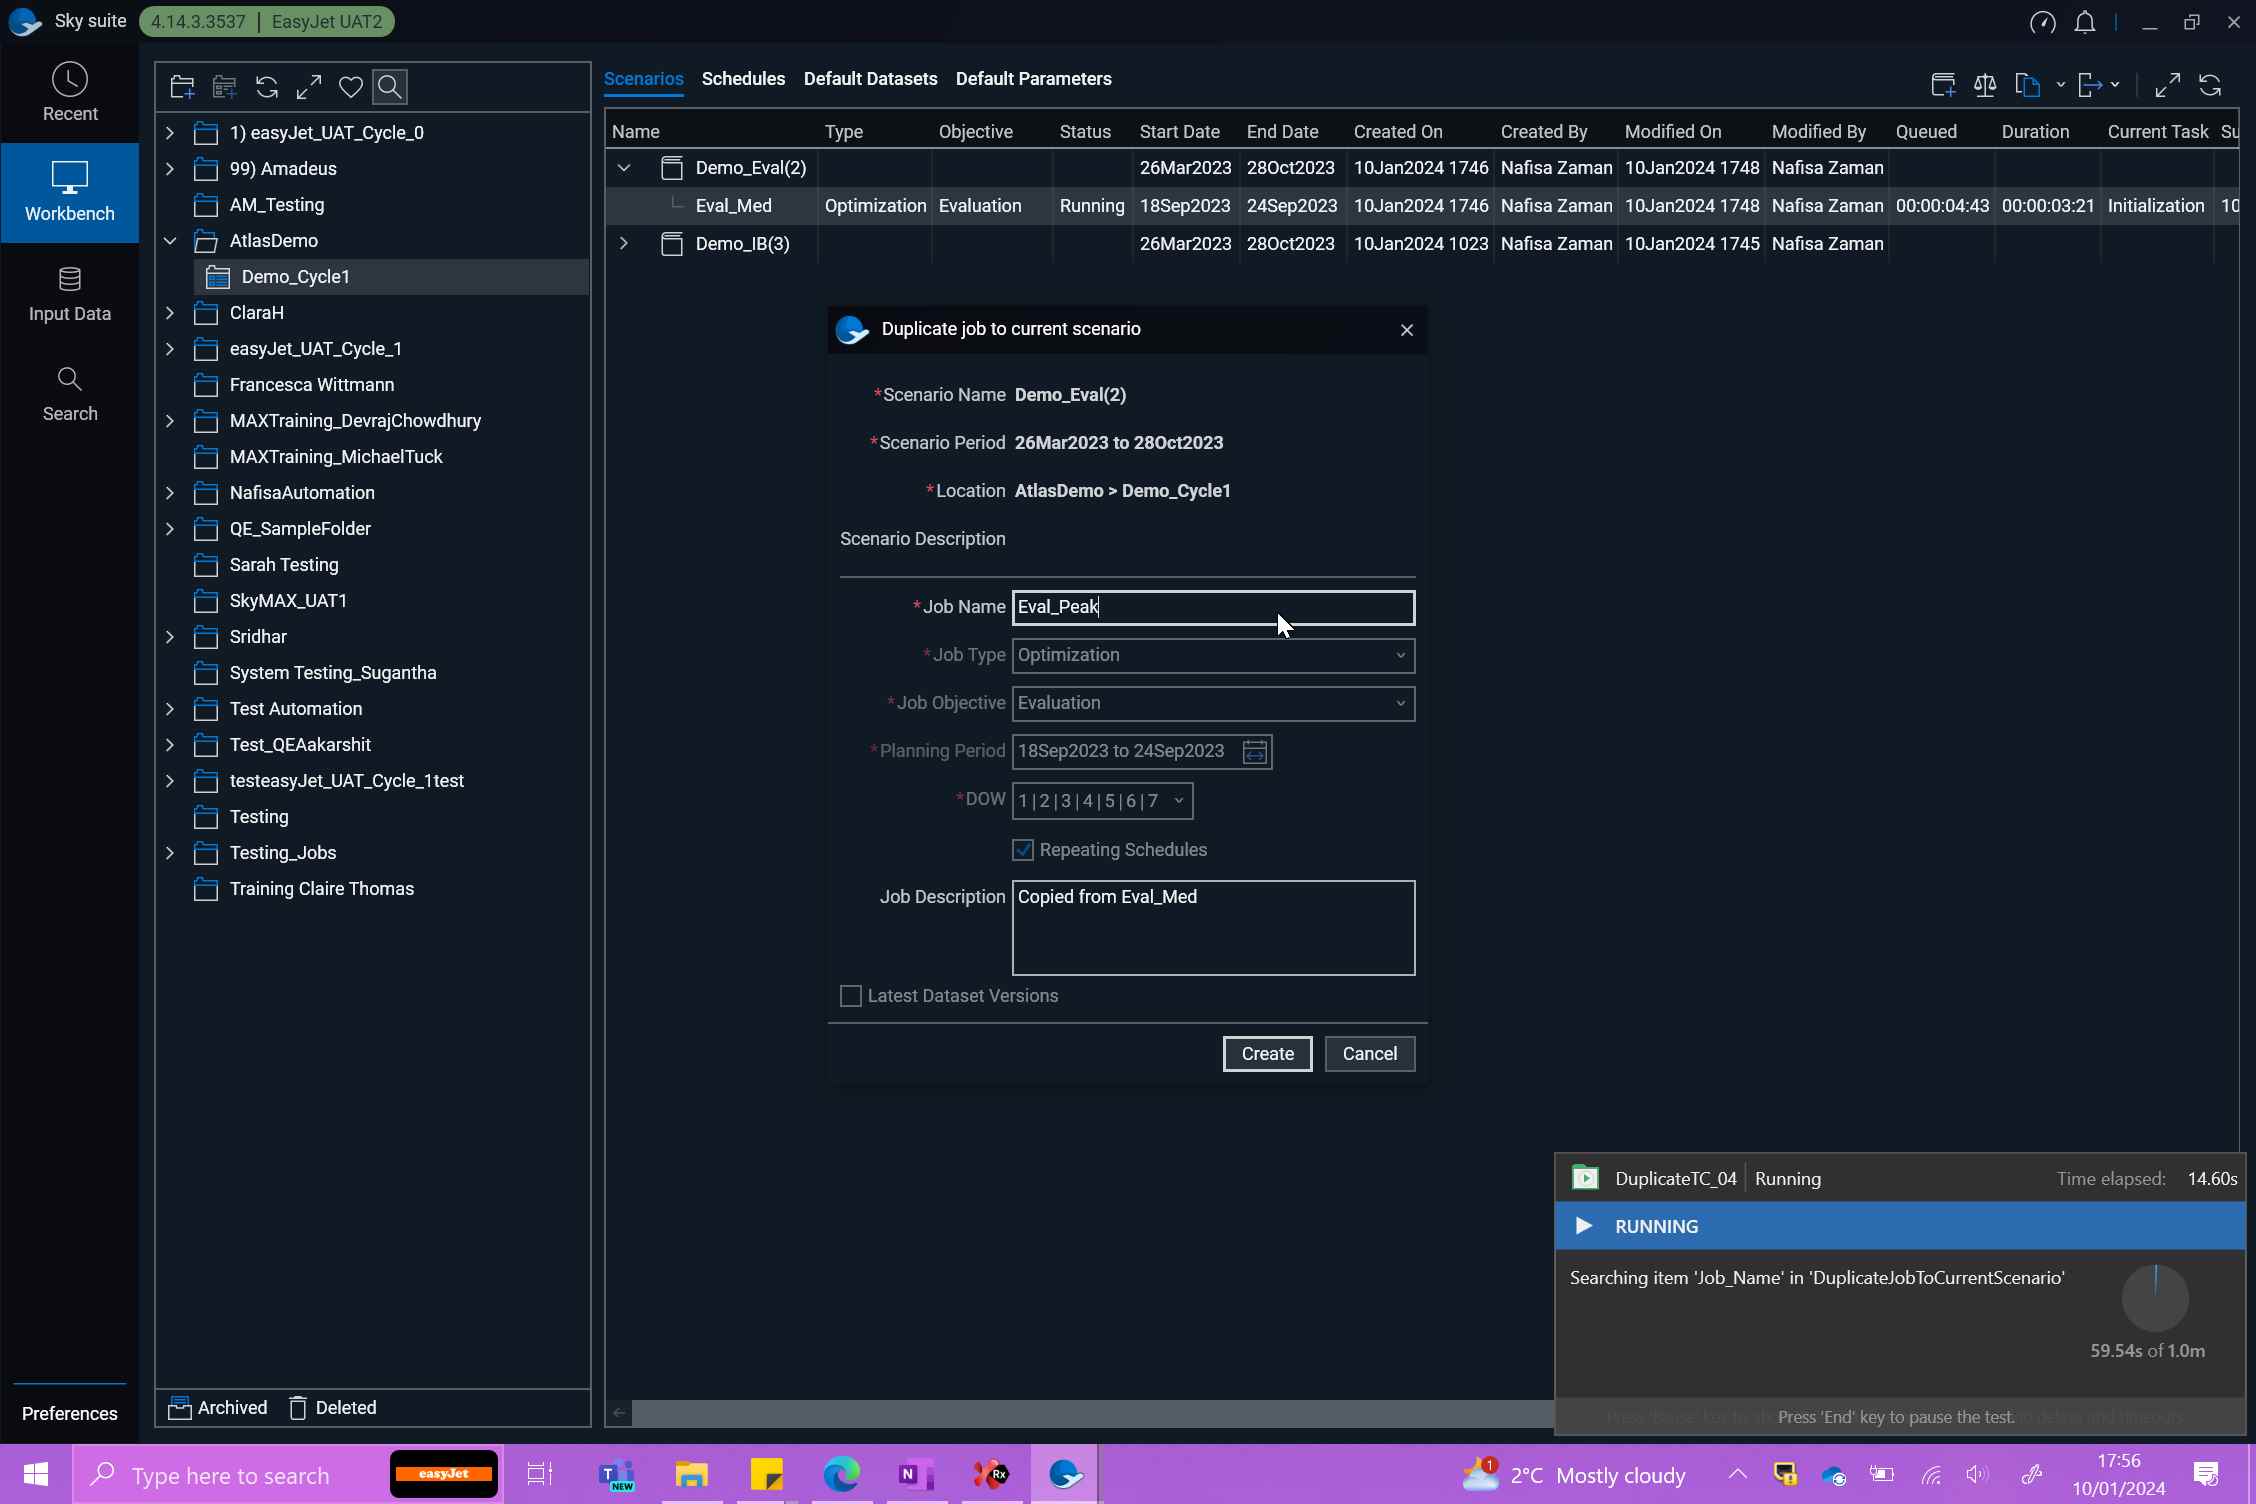 Sky suite 4.14.3.3537 | EasyJet UAT2
Recent
Workbench
Input Data
Search
Preferences
1) easyJet_UAT_Cycle_0
99) Amadeus
AM_Testing
AtlasDemo
Demo_Cycle1
ClaraH
easyJet_UAT_Cycle_1
Francesca Wittmann
MAXTraining_DevrajChowdhury
MAXTraining_MichaelTuck
NafisaAutomation
QE_SampleFolder
Sarah Testing
SkyMAX_UAT1
Sridhar
System Testing_Sugantha
Test Automation
Test_QEAakarshit
testeasyJet_UAT_Cycle_1test
Testing
Testing_Jobs
Training Claire Thomas
Archived Deleted
Scenarios Schedules Default Datasets Default Parameters
Name Type Objective Status Start Date End Date Created On Created By Modified On Modified By Queued Duration Current Task Su
Demo_Eval(2) 26Mar2023 28Oct2023 10Jan2024 1746 Nafisa Zaman 10Jan2024 1748 Nafisa Zaman
Eval_Med Optimization Evaluation Running 18Sep2023 24Sep2023 10Jan2024 1746 Nafisa Zaman 10Jan2024 1748 Nafisa Zaman 00:00:04:43 00:00:03:21 Initialization 10
Demo_IB(3) 26Mar2023 28Oct2023 10Jan2024 1023 Nafisa Zaman 10Jan2024 1745 Nafisa Zaman
Duplicate job to current scenario
*Scenario Name Demo_Eval(2)
*Scenario Period 26Mar2023 to 28Oct2023
*Location AtlasDemo > Demo_Cycle1
Scenario Description
*Job Name Eval_Peak
*Job Type Optimization
*Job Objective Evaluation
*Planning Period 18Sep2023 to 24Sep2023
*DOW 1|2|3|4|5|6|7
Repeating Schedules
Job Description Copied from Eval_Med
Latest Dataset Versions
Create Cancel
DuplicateTC_04 Running Time elapsed: 14.60s
RUNNING
Searching item 'Job_Name' in 'DuplicateJobToCurrentScenario'
59.54s of 1.0m
Press 'End' key to pause the test.
Type here to search easyJet T NEW N Rx 1 2°C Mostly cloudy 17:56
10/01/2024